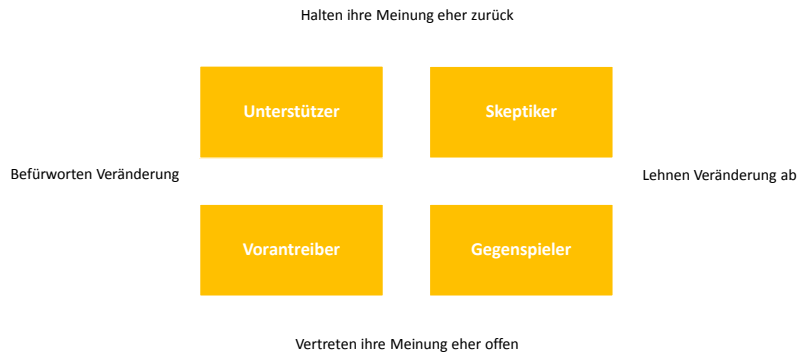 Halten ihre Meinung eher zurück
Unterstützer
Skeptiker
Befürworten Veränderung
Lehnen Veränderung ab
Vorantreiber
Gegenspieler
Vertreten ihre Meinung eher offen